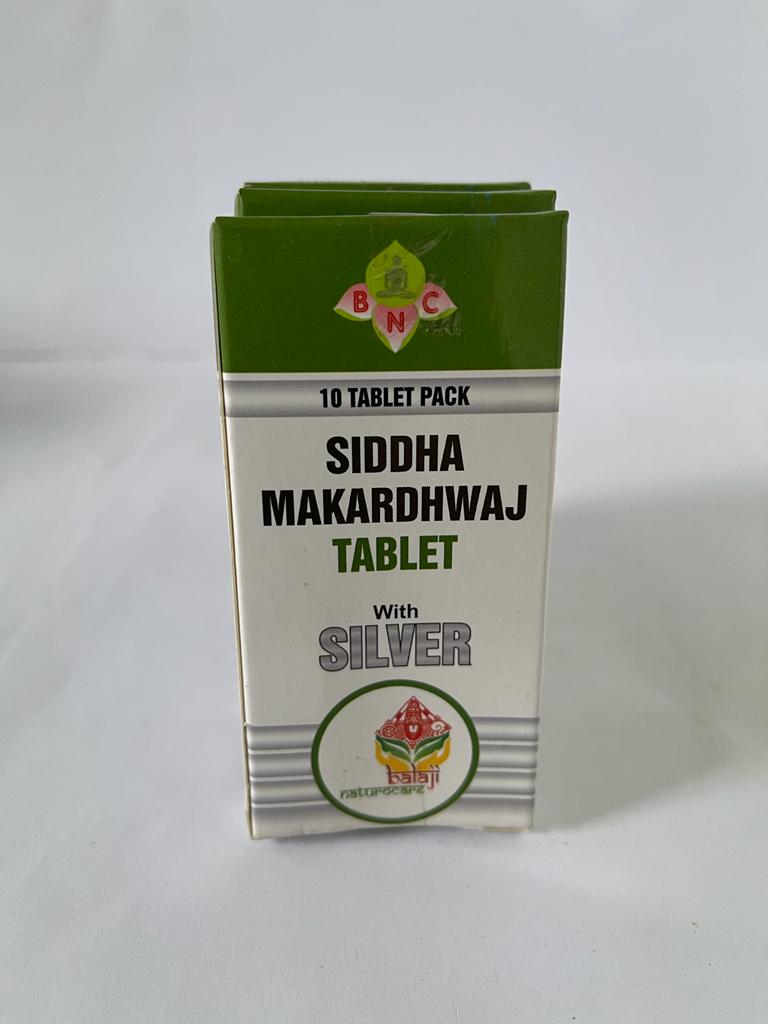 B N C
10 TABLET PACK
SIDDHA
MAKARDHWAJ
TABLET
With
SILVER
balaji
naturocare